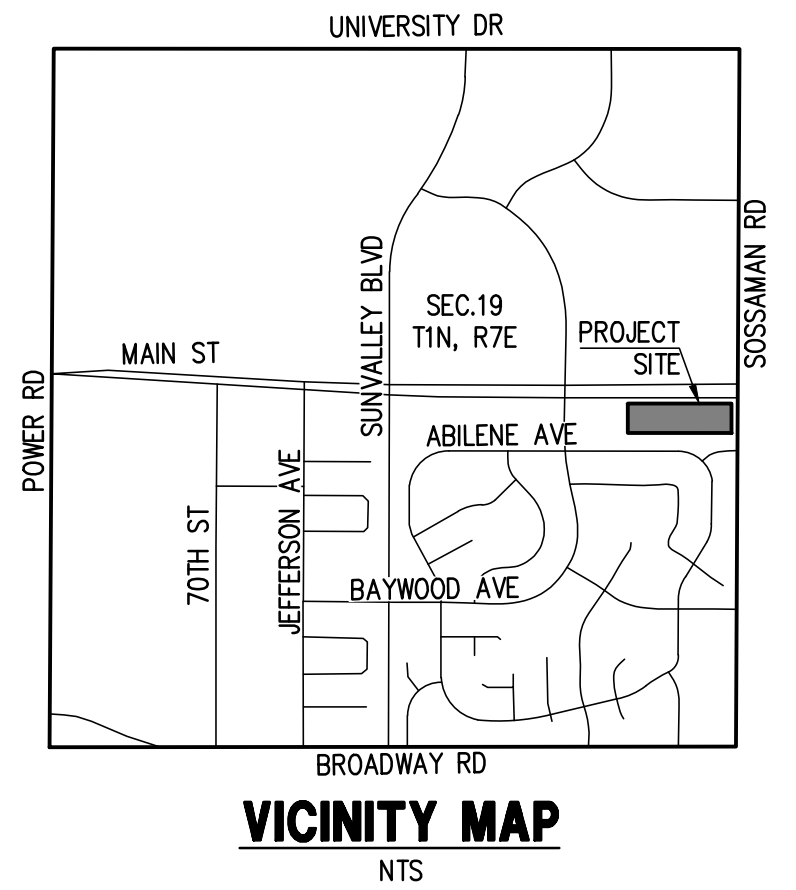 UNIVERSITY DR
SOSSAMAN RD
SUNVALLEY BLVD
SEC.19
T1N, R7E
PROJECT
SITE
MAIN ST
POWER RD
ABILENE AVE
JEFFERSON AVE
70TH ST
BAYWOOD AVE
BROADWAY RD
VICINITY MAP
NTS